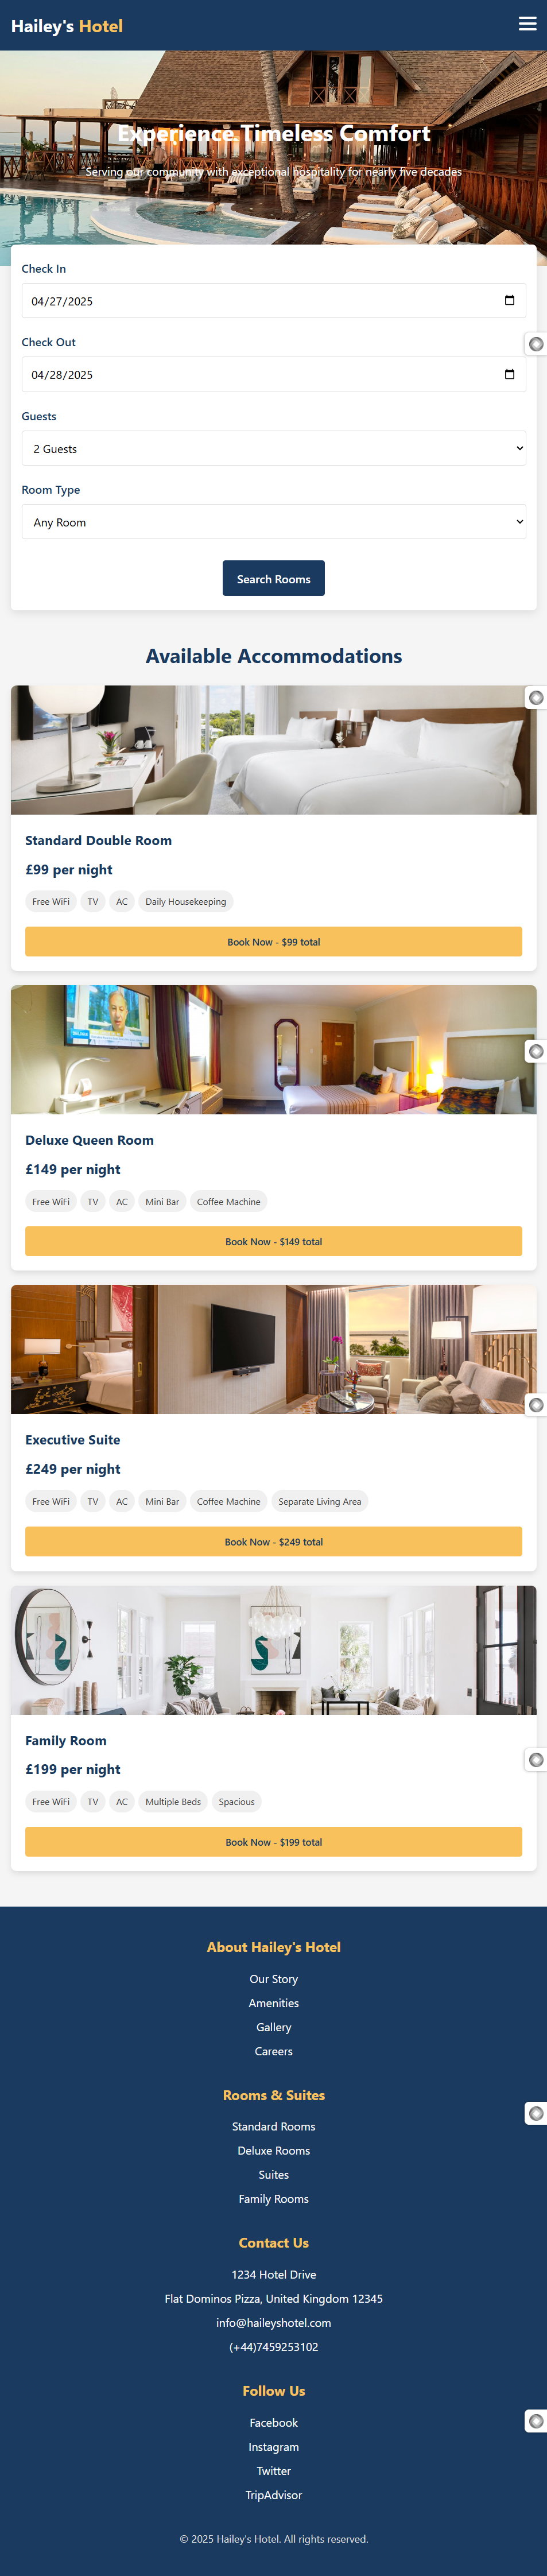 Hailey's Hotel
Experience Timeless Comfort
Serving our community with exceptional hospitality for nearly five decades
Check In
04/27/2025
Check Out
04/28/2025
Guests
2 Guests
Room Type
Any Room
Search Rooms
Available Accommodations
Standard Double Room
£99 per night
Free WiFi TV AC Daily Housekeeping
Book Now - $99 total
Deluxe Queen Room
£149 per night
Free WiFi TV AC Mini Bar Coffee Machine
Book Now - $149 total
Executive Suite
£249 per night
Free WiFi TV AC Mini Bar Coffee Machine Separate Living Area
Book Now - $249 total
Family Room
£199 per night
Free WiFi TV AC Multiple Beds Spacious
Book Now - $199 total
About Hailey's Hotel
Our Story
Amenities
Gallery
Careers
Rooms & Suites
Standard Rooms
Deluxe Rooms
Suites
Family Rooms
Contact Us
1234 Hotel Drive
Flat Dominos Pizza, United Kingdom 12345
info@haileyshotel.com
(+44)7459253102
Follow Us
Facebook
Instagram
Twitter
TripAdvisor
© 2025 Hailey's Hotel. All rights reserved.